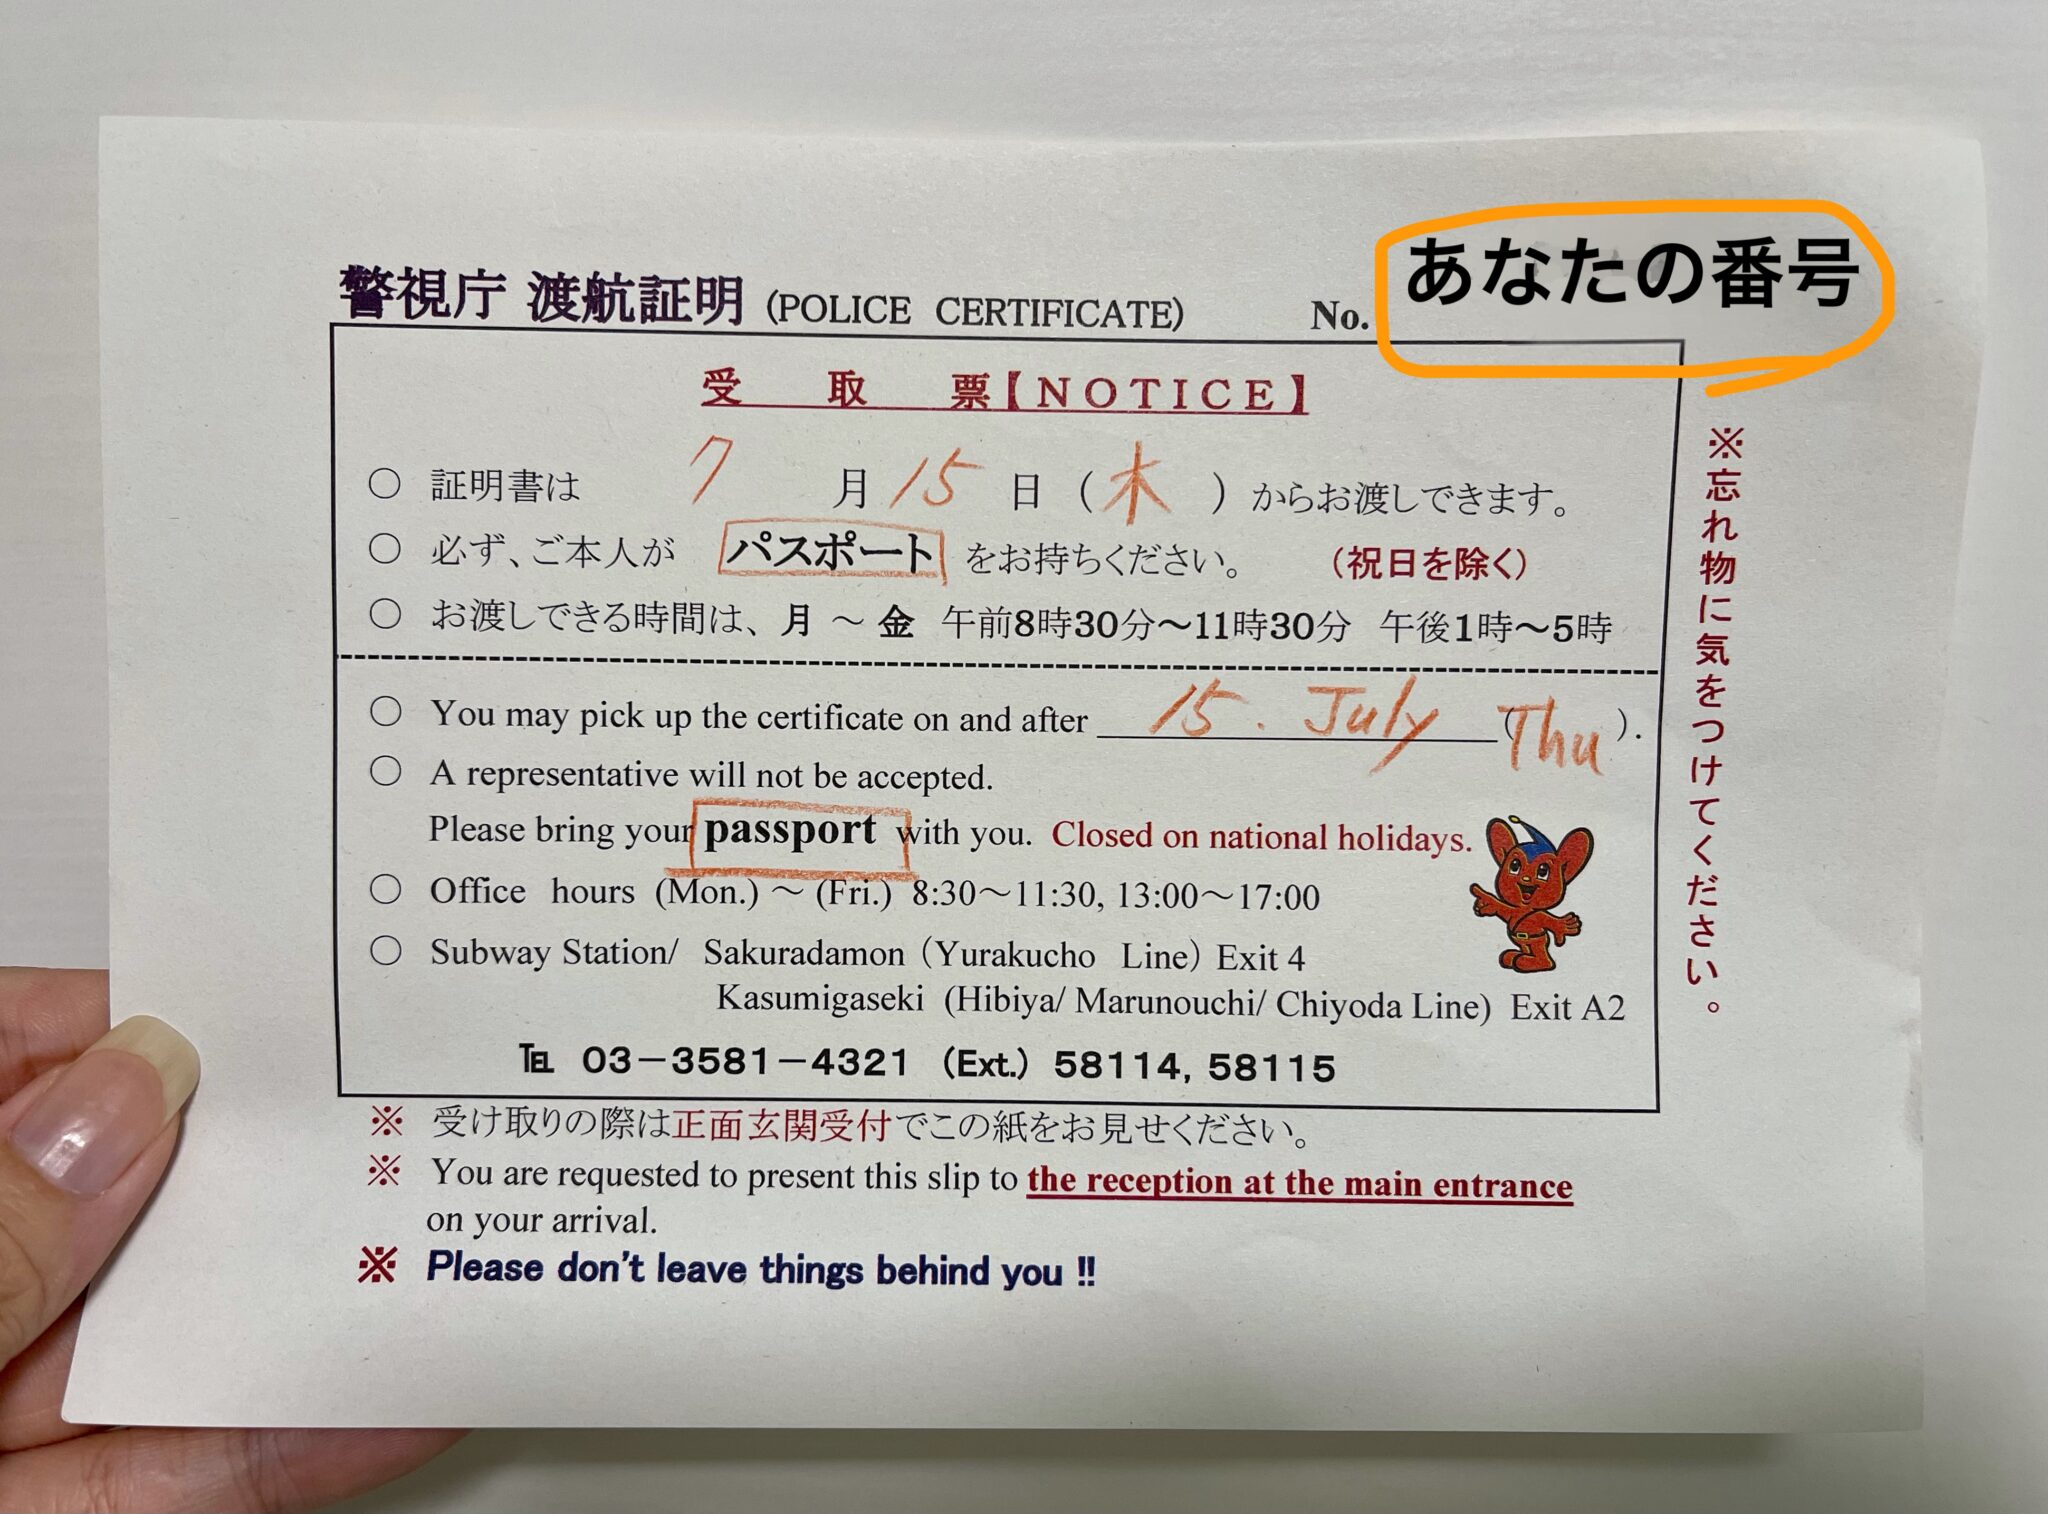 警視庁 渡航証明 (POLICE CERTIFICATE) No. あなたの番号
受取票【NOTICE】
○ 証明書は 7 月 15 日 (木) からお渡しできます。
○ 必ず、ご本人が パスポート をお持ちください。 (祝日を除く)
○ お渡しできる時間は、月 ～ 金 午前8時30分～11時30分 午後1時～5時
○ You may pick up the certificate on and after 15. July (Thu).
○ A representative will not be accepted.
Please bring your passport with you. Closed on national holidays.
○ Office hours (Mon.) ～ (Fri.) 8:30～11:30, 13:00～17:00
○ Subway Station/ Sakuradamon (Yurakucho Line) Exit 4
Kasumigaseki (Hibiya/ Marunouchi/ Chiyoda Line) Exit A2
℡ 03－3581－4321 (Ext.) 58114, 58115
※ 受け取りの際は正面玄関受付でこの紙をお見せください。
※ You are requested to present this slip to the reception at the main entrance
on your arrival.
※ Please don't leave things behind you !!
※忘れ物に気をつけてください。